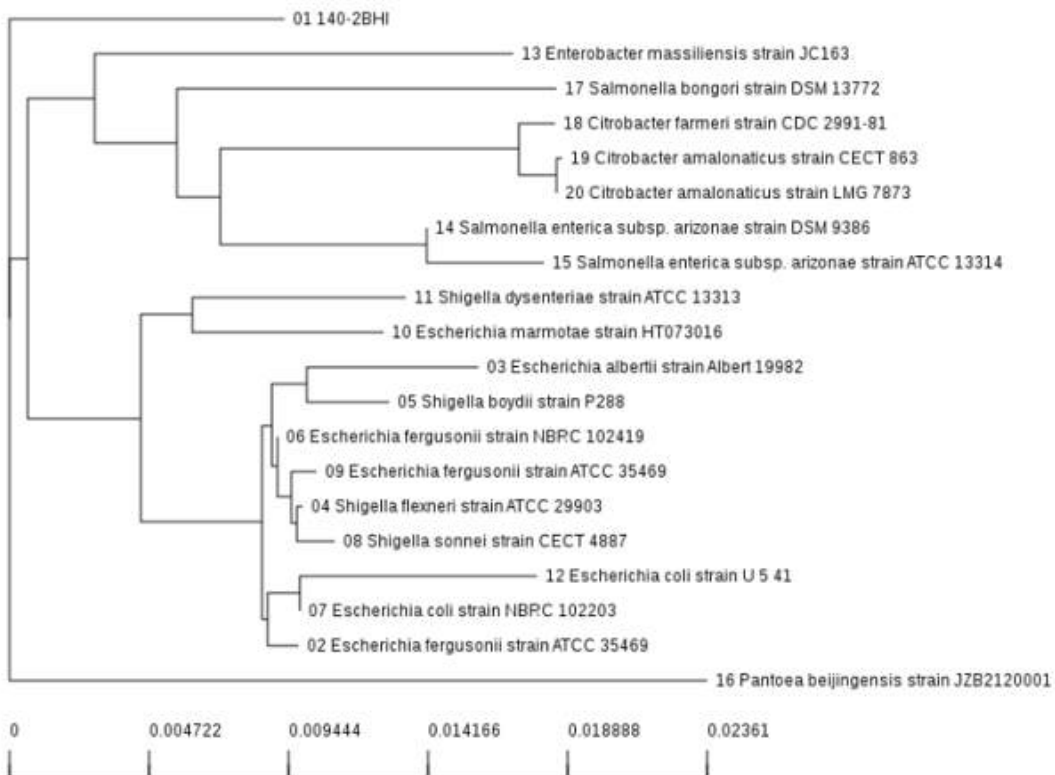 01 140-2BHI
13 Enterobacter massiliensis strain JC163
17 Salmonella bongori strain DSM 13772
18 Citrobacter farmeri strain CDC 2991-81
19 Citrobacter amalonaticus strain CECT 863
20 Citrobacter amalonaticus strain LMG 7873
14 Salmonella enterica subsp. arizonae strain DSM 9386
15 Salmonella enterica subsp. arizonae strain ATCC 13314
11 Shigella dysenteriae strain ATCC 13313
10 Escherichia marmotae strain HT073016
03 Escherichia albertii strain Albert 19982
05 Shigella boydii strain P288
06 Escherichia fergusonii strain NBRC 102419
09 Escherichia fergusonii strain ATCC 35469
04 Shigella flexneri strain ATCC 29903
08 Shigella sonnei strain CECT 4887
12 Escherichia coli strain U 5 41
07 Escherichia coli strain NBRC 102203
02 Escherichia fergusonii strain ATCC 35469
16 Pantoea beijingensis strain JZB2120001
0 0.004722 0.009444 0.014166 0.018888 0.02361